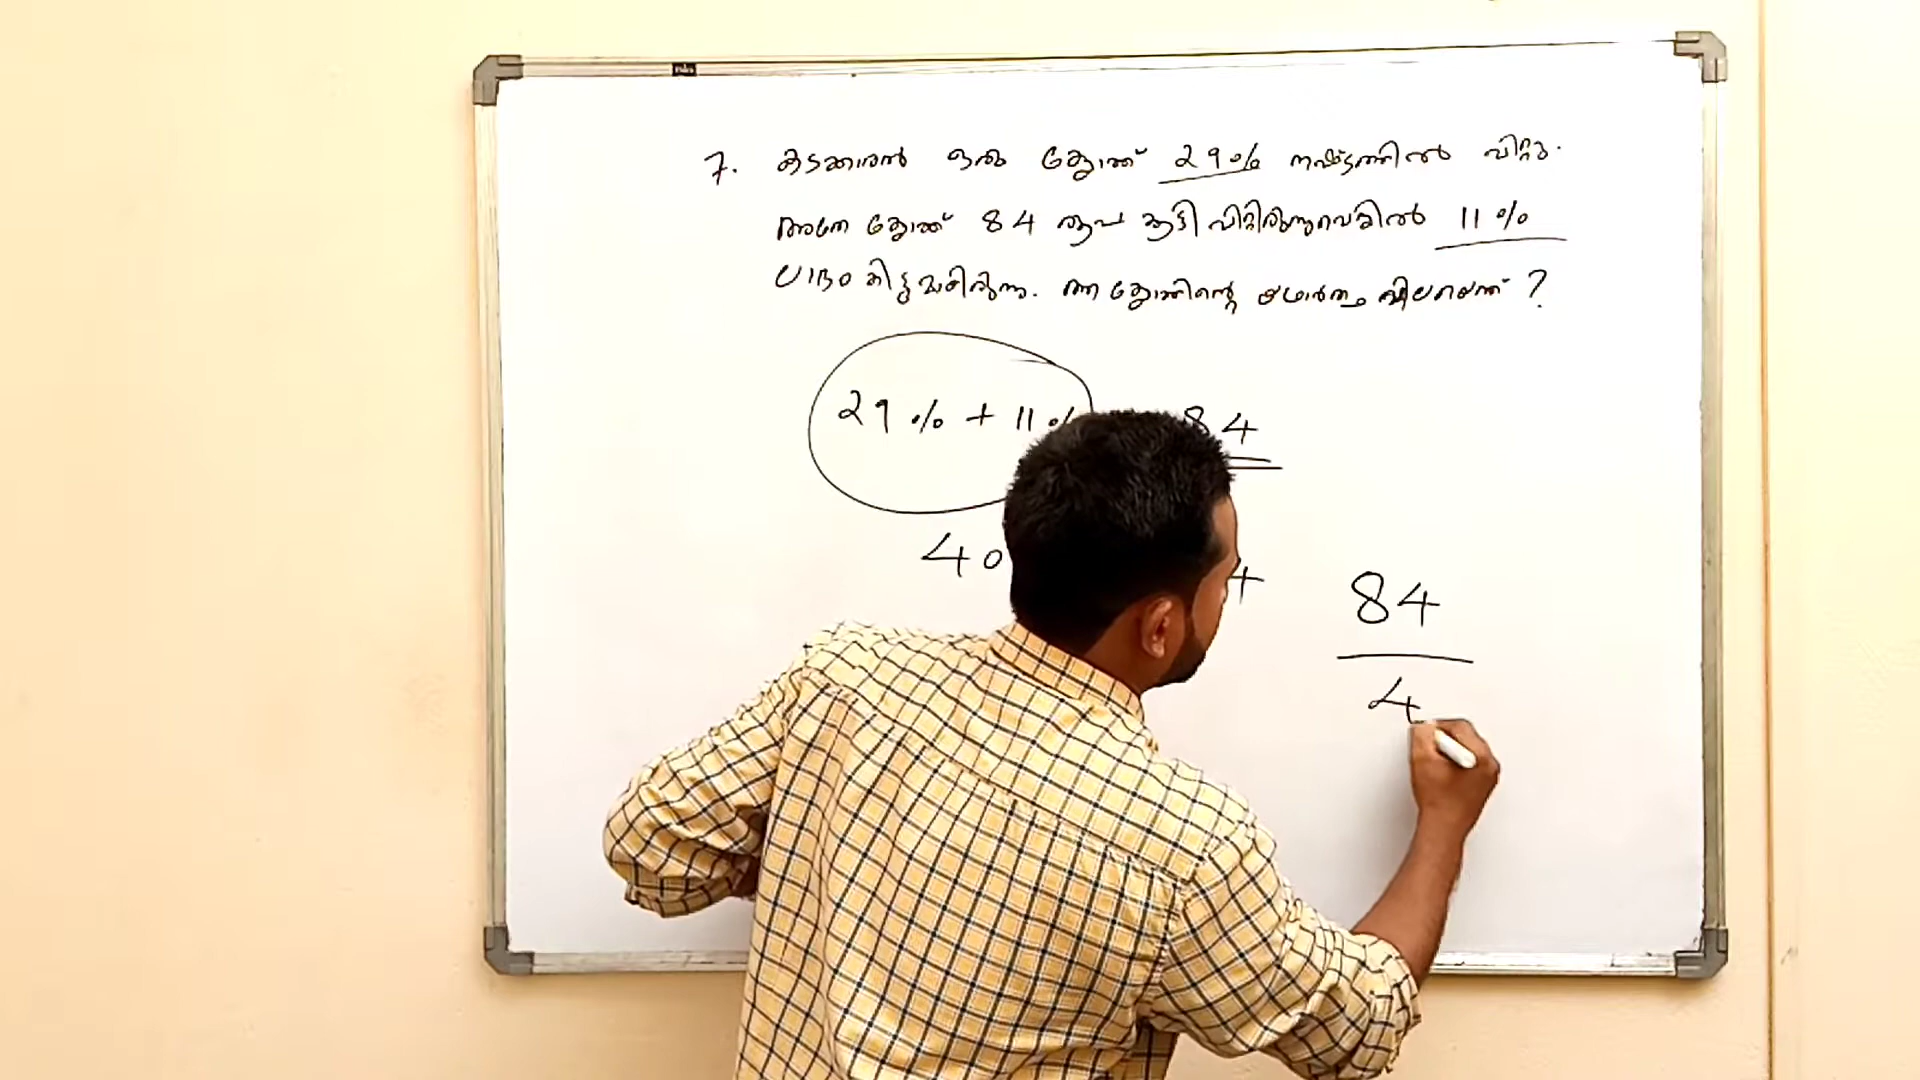 7. കടക്കാരൻ ഒരു ക്ലോക്ക് 29% നഷ്ടത്തിൽ വിറ്റു.
അതേ ക്ലോക്ക് 84 രൂപ കൂട്ടി വിറ്റിരുന്നുവെങ്കിൽ 11%
ലാഭം കിട്ടുമായിരുന്നു. ആ ക്ലോക്കിന്റെ യഥാർത്ഥ വിലയെന്ത് ?
29% + 11% 84
40 4
84
4